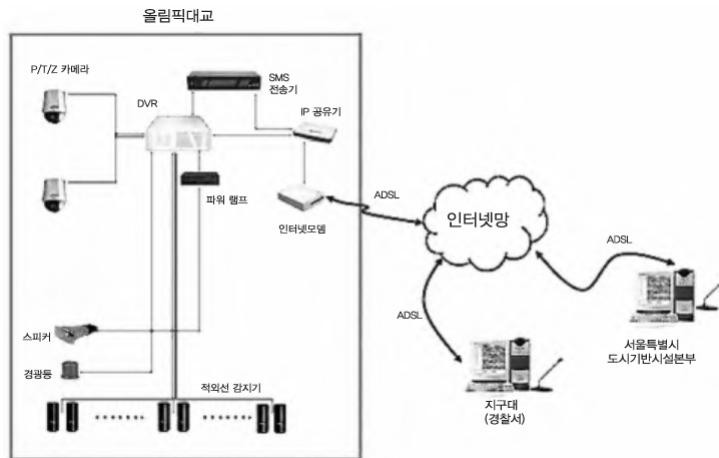 올림픽대교
P/T/Z 카메라
DVR
SMS
전송기
IP 공유기
파워 램프
인터넷모뎀
ADSL
인터넷망
ADSL
ADSL
스피커
경광등
적외선 감지기
서울특별시
도시기반시설본부
지구대
(경찰서)